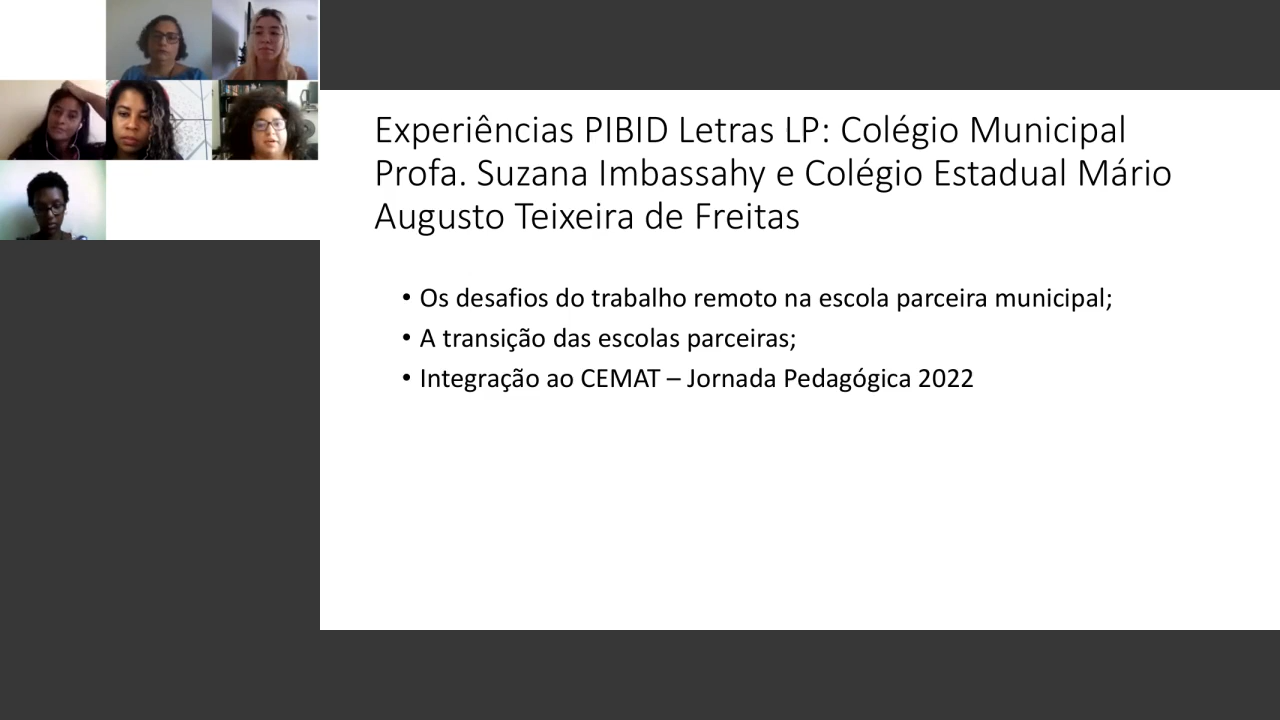 Experiências PIBID Letras LP: Colégio Municipal
Profa. Suzana Imbassahy e Colégio Estadual Mário
Augusto Teixeira de Freitas
• Os desafios do trabalho remoto na escola parceira municipal;
• A transição das escolas parceiras;
• Integração ao CEMAT – Jornada Pedagógica 2022